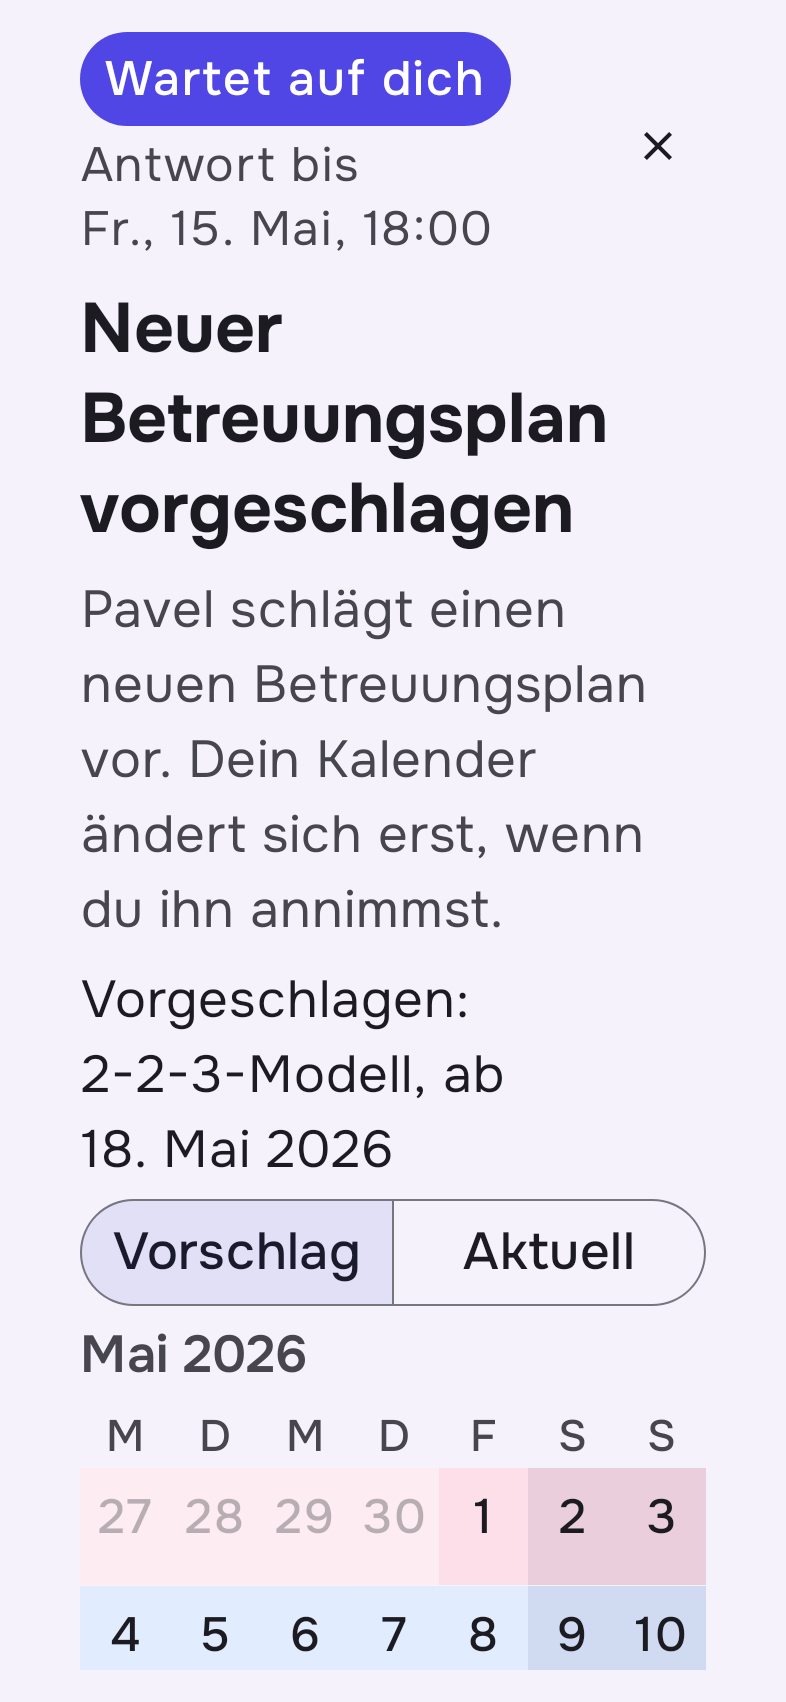 Wartet auf dich
Antwort bis
Fr., 15. Mai, 18:00
Neuer
Betreuungsplan
vorgeschlagen
Pavel schlägt einen
neuen Betreuungsplan
vor. Dein Kalender
ändert sich erst, wenn
du ihn annimmst.
Vorgeschlagen:
2-2-3-Modell, ab
18. Mai 2026
Vorschlag Aktuell
Mai 2026
M D M D F S S
27 28 29 30 1 2 3
4 5 6 7 8 9 10